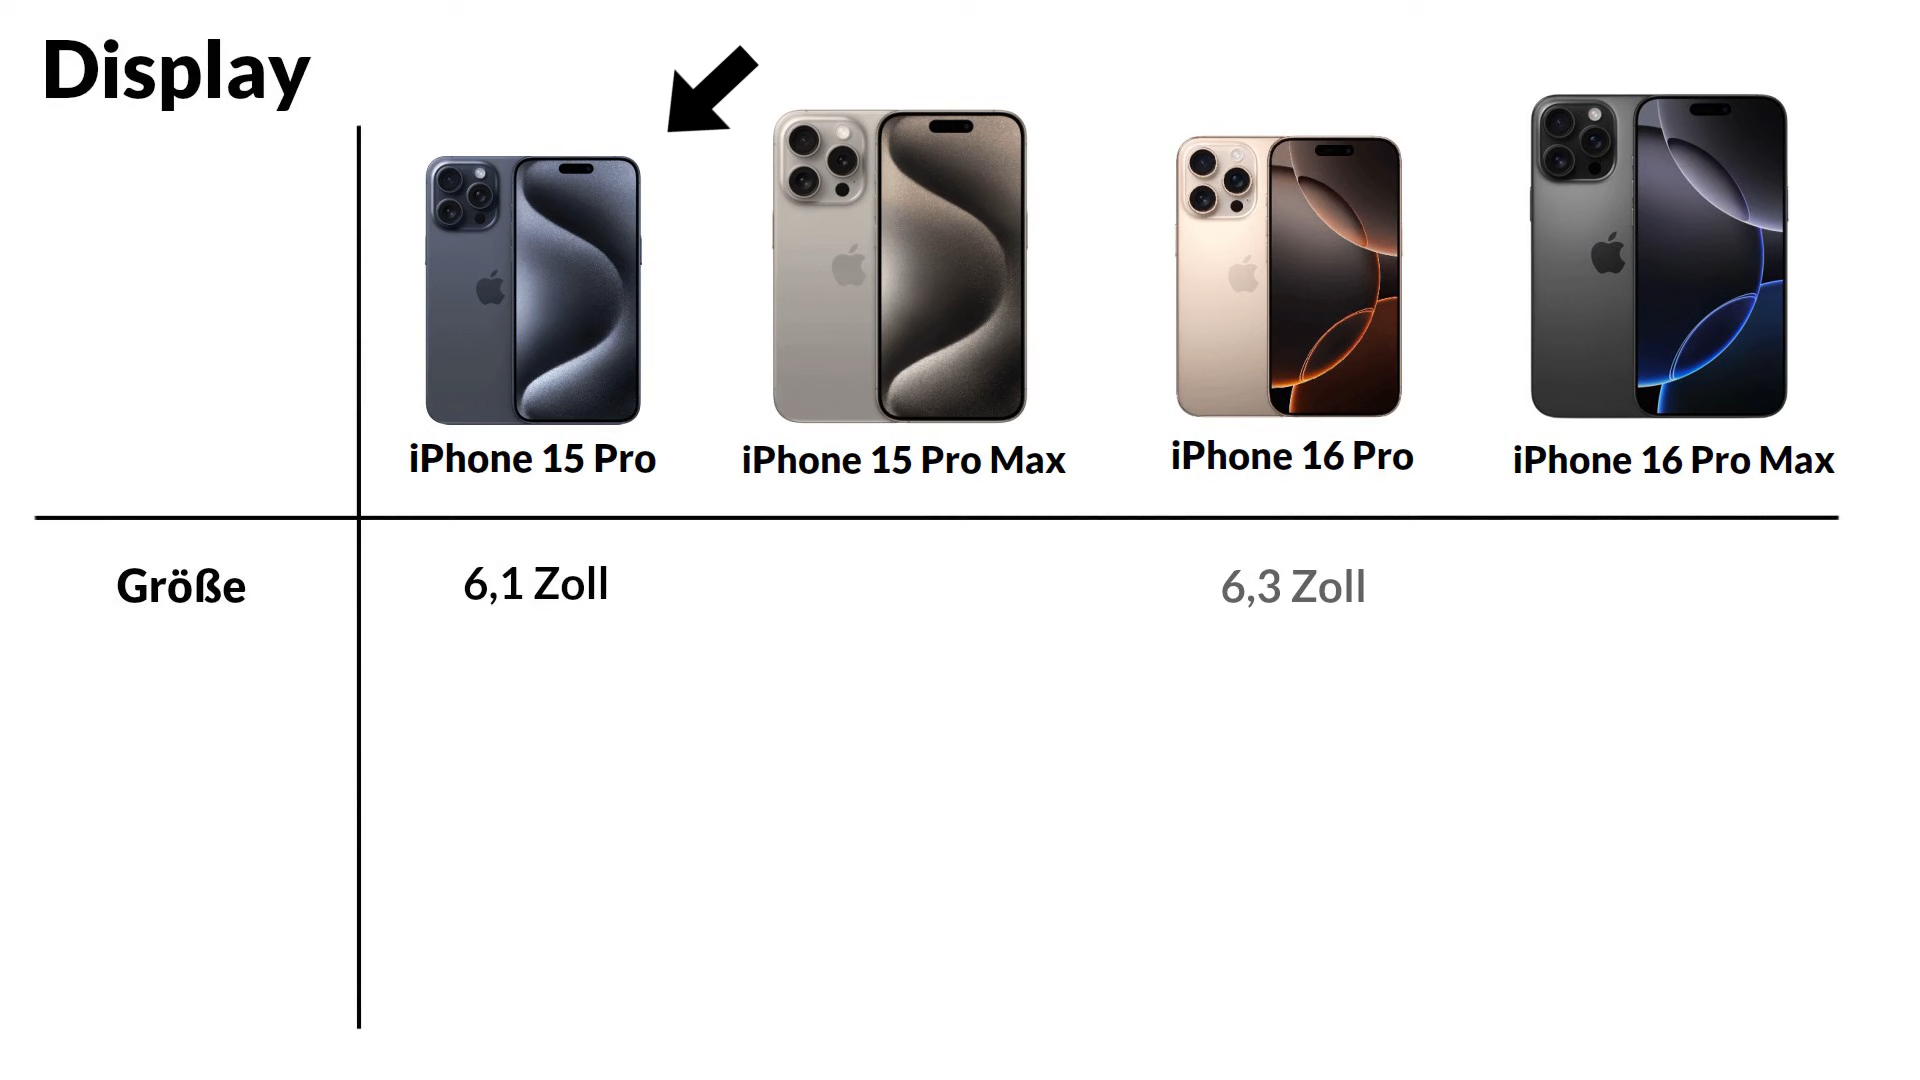 Display
iPhone 15 Pro
iPhone 15 Pro Max
iPhone 16 Pro
iPhone 16 Pro Max
Größe
6,1 Zoll
6,3 Zoll